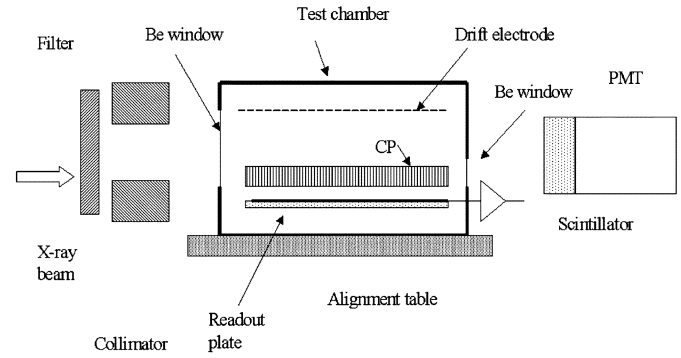 Test chamber
Filter
Be window
Drift electrode
PMT
Be window
CP
Scintillator
X-ray
beam
Alignment table
Readout
plate
Collimator